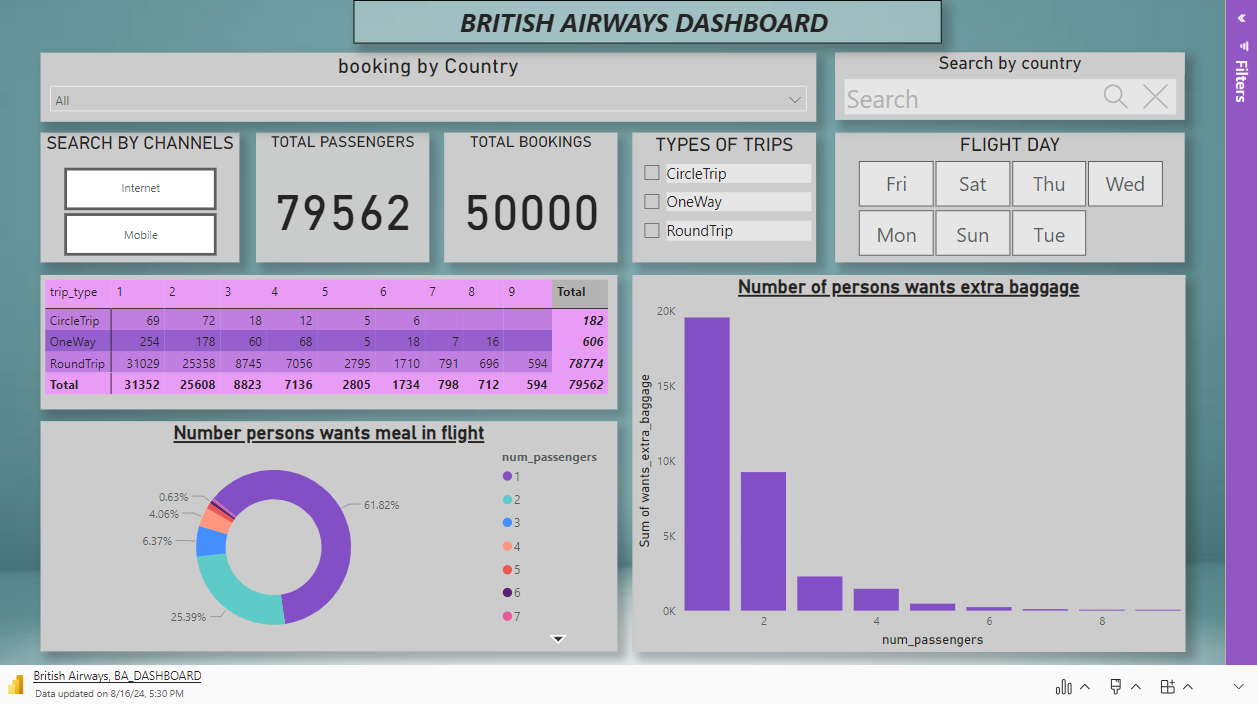 BRITISH AIRWAYS DASHBOARD
Filters
booking by Country
All
Search by country
Search
SEARCH BY CHANNELS
Internet
Mobile
TOTAL PASSENGERS
79562
TOTAL BOOKINGS
50000
TYPES OF TRIPS
CircleTrip
OneWay
RoundTrip
FLIGHT DAY
Fri Sat Thu Wed
Mon Sun Tue
trip_type 1 2 3 4 5 6 7 8 9 Total
CircleTrip 69 72 18 12 5 6 182
OneWay 254 178 60 68 5 18 7 16 606
RoundTrip 31029 25358 8745 7056 2795 1710 791 696 594 78774
Total 31352 25608 8823 7136 2805 1734 798 712 594 79562
Number persons wants meal in flight
0.63%
4.06%
6.37%
25.39%
61.82%
num_passengers
1
2
3
4
5
6
7
Number of persons wants extra baggage
Sum of wants_extra_baggage
20K
15K
10K
5K
0K
2 4 6 8
num_passengers
British Airways, BA_DASHBOARD
Data updated on 8/16/24, 5:30 PM